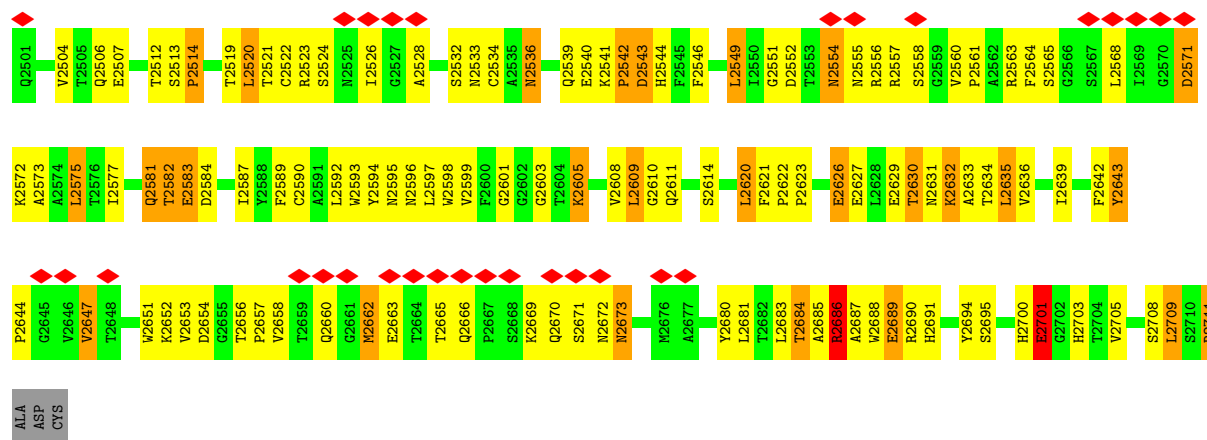 Q2501 V2504 T2505 Q2506 E2507 T2512 S2513 P2514 T2519 L2520 T2521 C2522 R2523 S2524 N2525 I2526 G2527 A2528 S2532 N2533 C2534 A2535 N2536 Q2539 E2540 K2541 P2542 D2543 H2544 F2545 F2546 L2549 I2550 G2551 D2552 T2553 N2554 N2555 R2556 R2557 S2558 G2559 V2560 P2561 A2562 R2563 F2564 S2565 G2566 S2567 L2568 I2569 G2570 D2571
K2572 A2573 A2574 L2575 T2576 I2577 Q2581 T2582 E2583 D2584 I2587 Y2588 F2589 C2590 A2591 L2592 W2593 Y2594 N2595 N2596 L2597 W2598 V2599 F2600 G2601 G2602 G2603 T2604 K2605 V2608 L2609 G2610 Q2611 S2614 L2620 F2621 P2622 P2623 E2626 E2627 L2628 E2629 T2630 N2631 K2632 A2633 T2634 L2635 V2636 I2639 F2642 Y2643
P2644 G2645 V2646 V2647 T2648 W2651 K2652 V2653 D2654 G2655 T2656 P2657 V2658 T2659 Q2660 G2661 M2662 E2663 T2664 T2665 Q2666 P2667 S2668 K2669 Q2670 S2671 N2672 N2673 M2676 A2677 Y2680 L2681 T2682 L2683 T2684 A2685 R2686 A2687 W2688 E2689 R2690 H2691 Y2694 S2695 H2700 E2701 G2702 H2703 T2704 V2705 S2708 L2709 S2710
ALA ASP CYS